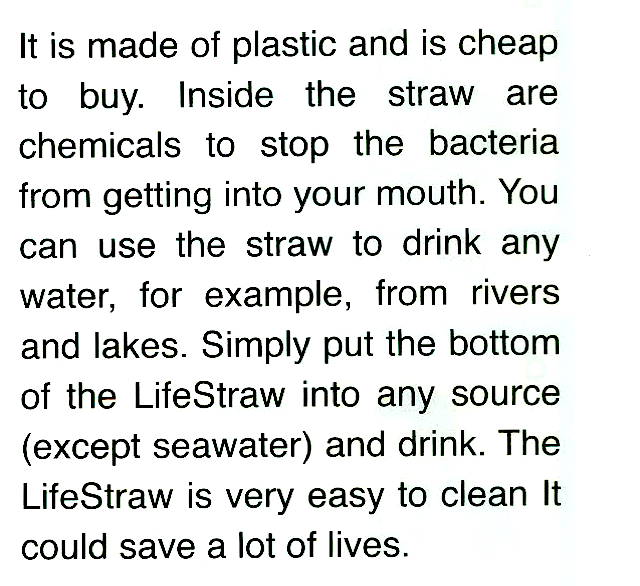 It is made of plastic and is cheap
to buy. Inside the straw are
chemicals to stop the bacteria
from getting into your mouth. You
can use the straw to drink any
water, for example, from rivers
and lakes. Simply put the bottom
of the LifeStraw into any source
(except seawater) and drink. The
LifeStraw is very easy to clean It
could save a lot of lives.